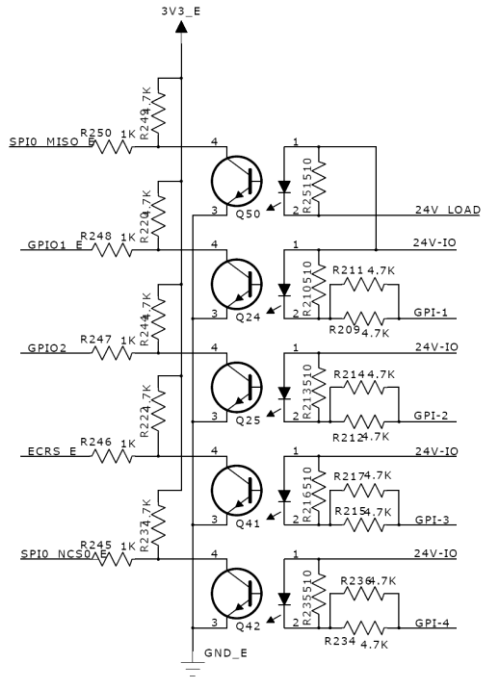 3V3_E
R249 4.7K
R250 1K
SPI0_MISO_E
4
3
Q50
1
2
R251 510
24V_LOAD
R220 4.7K
R248 1K
GPIO1_E
4
3
Q24
1
2
R210 510
24V-IO
R211 4.7K
R209 4.7K
GPI-1
R244 4.7K
R247 1K
GPIO2
4
3
Q25
1
2
R213 510
24V-IO
R214 4.7K
R212 4.7K
GPI-2
R222 4.7K
R246 1K
ECRS_E
4
3
Q41
1
2
R216 510
24V-IO
R217 4.7K
R215 4.7K
GPI-3
R237 4.7K
R245 1K
SPI0_NCS0_E
4
3
Q42
1
2
R235 510
24V-IO
R236 4.7K
R234 4.7K
GPI-4
GND_E